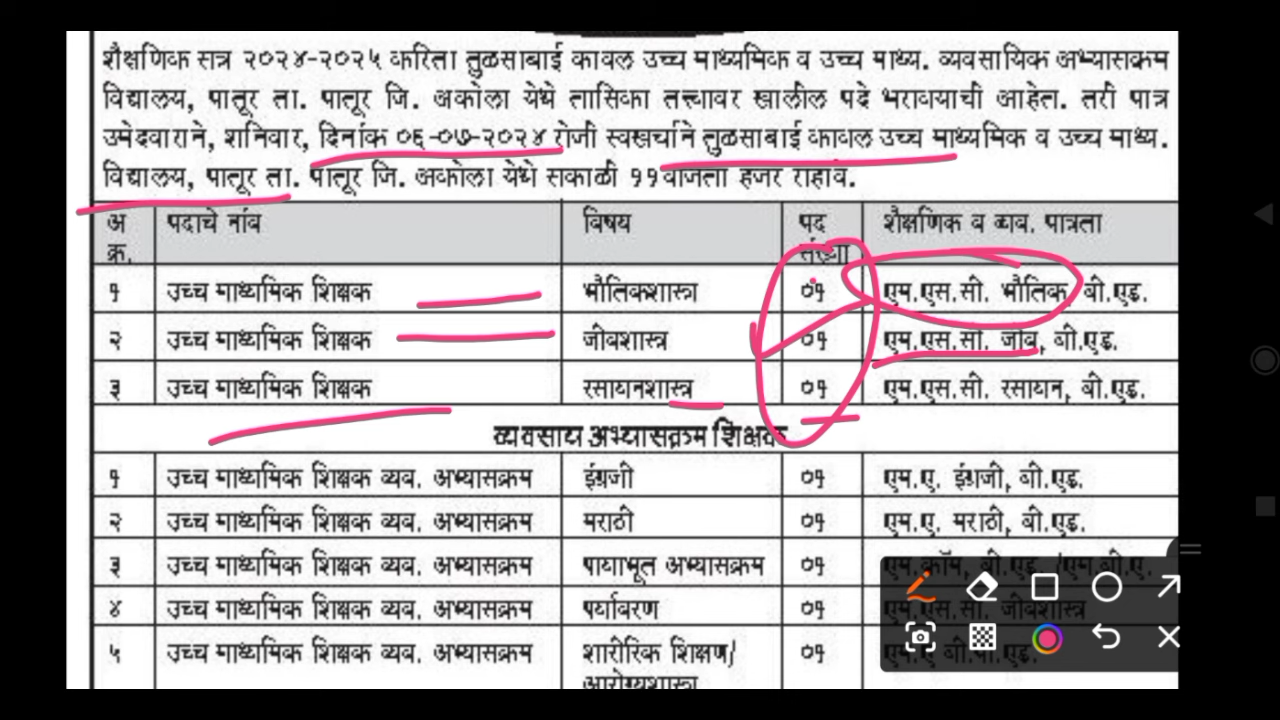 शैक्षणिक सत्र २०२४-२०२५ करिता तुळसाबाई कावल उच्च माध्यमिक व उच्च माध्य. व्यवसायिक अभ्यासक्रम
विद्यालय, पातूर ता. पातूर जि. अकोला येथे तासिका तत्त्वावर खालील पदे भरावयाची आहेत. तरी पात्र
उमेदवाराने, शनिवार, दिनांक ०६-०७-२०२४ रोजी स्वखर्चाने तुळसाबाई कावल उच्च माध्यमिक व उच्च माध्य.
विद्यालय, पातूर ता. पातूर जि. अकोला येथे सकाळी ११वाजता हजर राहावे.
अ क्र. पदाचे नांव विषय पद संख्या शैक्षणिक व व्याव. पात्रता
१ उच्च माध्यमिक शिक्षक भौतिकशास्त्र ०१ एम.एस.सी. भौतिक, बी.एड.
२ उच्च माध्यमिक शिक्षक जीवशास्त्र ०१ एम.एस.सी. जीव, बी.एड.
३ उच्च माध्यमिक शिक्षक रसायनशास्त्र ०१ एम.एस.सी. रसायन, बी.एड.
व्यवसाय अभ्यासक्रम शिक्षक
१ उच्च माध्यमिक शिक्षक व्यव. अभ्यासक्रम इंग्रजी ०१ एम.ए. इंग्रजी, बी.एड.
२ उच्च माध्यमिक शिक्षक व्यव. अभ्यासक्रम मराठी ०१ एम.ए. मराठी, बी.एड.
३ उच्च माध्यमिक शिक्षक व्यव. अभ्यासक्रम पायाभूत अभ्यासक्रम ०१ एम.कॉम, बी.एड.
४ उच्च माध्यमिक शिक्षक व्यव. अभ्यासक्रम पर्यावरण ०१ एम.एस.सी. जीवशास्त्र
५ उच्च माध्यमिक शिक्षक व्यव. अभ्यासक्रम शारीरिक शिक्षण/ ०१
आरोग्यशास्त्र